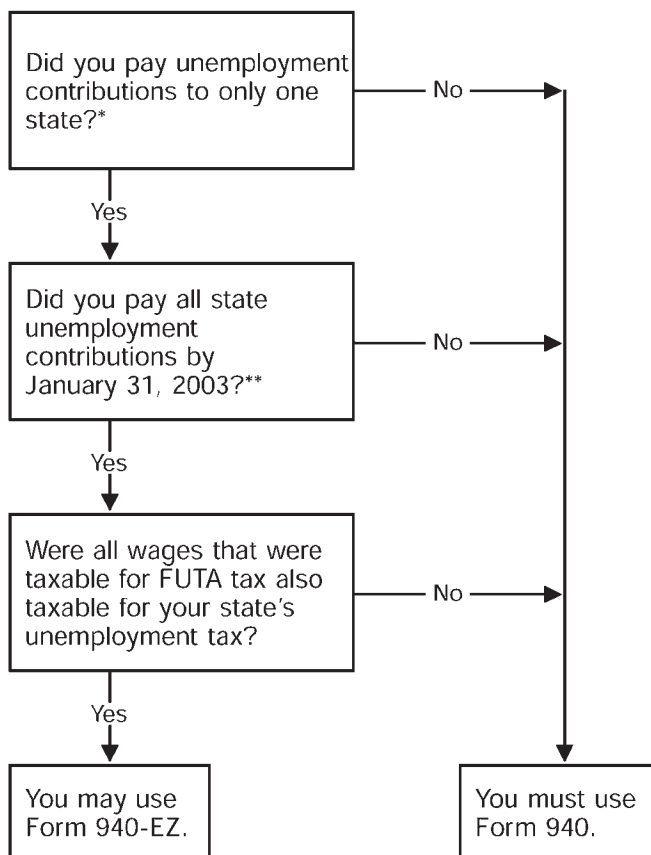 Did you pay unemployment
contributions to only one
state?*
No
Yes
Did you pay all state
unemployment
contributions by
January 31, 2003?**
No
Yes
Were all wages that were
taxable for FUTA tax also
taxable for your state's
unemployment tax?
No
Yes
You may use
Form 940-EZ.
You must use
Form 940.